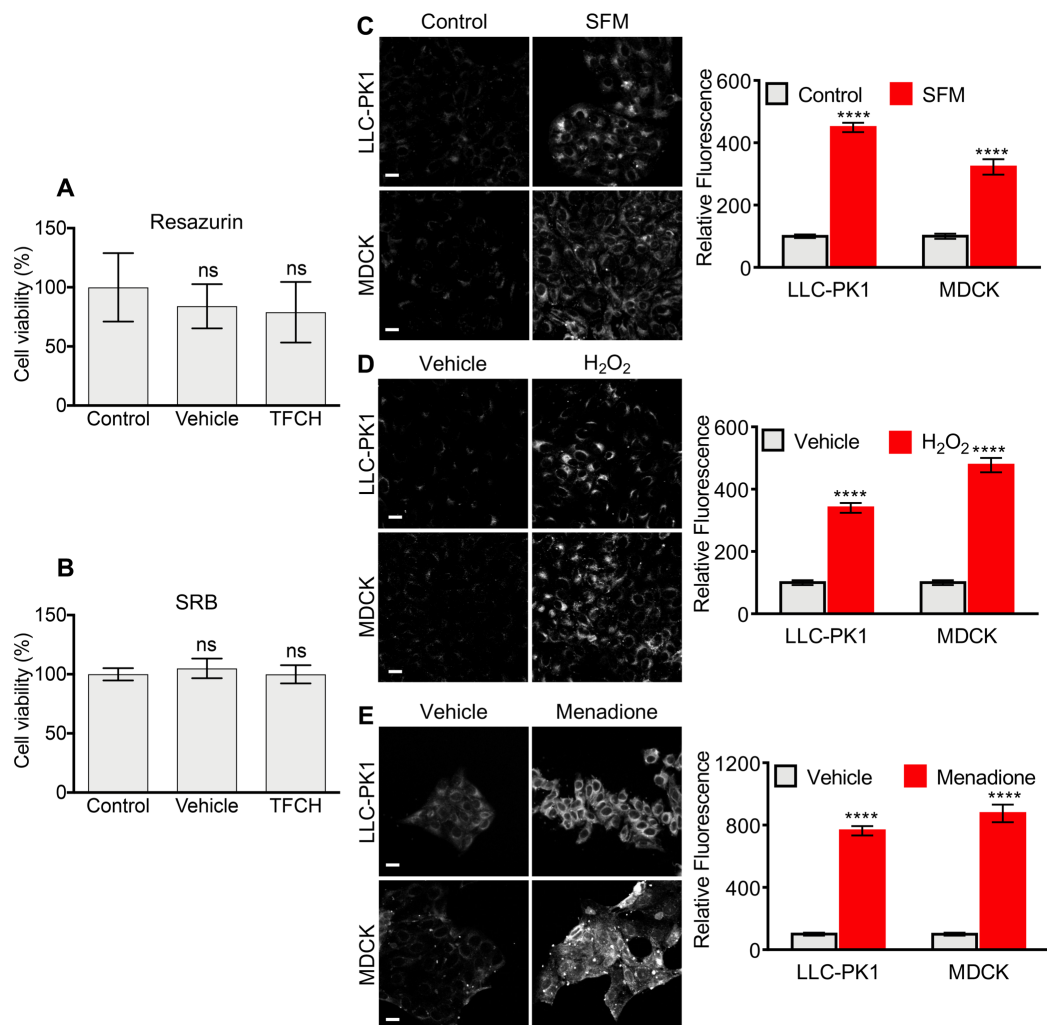 A
Resazurin
Cell viability (%)
150
100
50
0
ns
ns
Control Vehicle TFCH
B
SRB
Cell viability (%)
150
100
50
0
ns
ns
Control Vehicle TFCH
C
Control SFM
LLC-PK1
MDCK
Relative Fluorescence
600
400
200
0
Control SFM
****
****
LLC-PK1 MDCK
D
Vehicle H₂O₂
LLC-PK1
MDCK
Relative Fluorescence
600
400
200
0
Vehicle H₂O₂
****
****
LLC-PK1 MDCK
E
Vehicle Menadione
LLC-PK1
MDCK
Relative Fluorescence
1200
800
400
0
Vehicle Menadione
****
****
LLC-PK1 MDCK